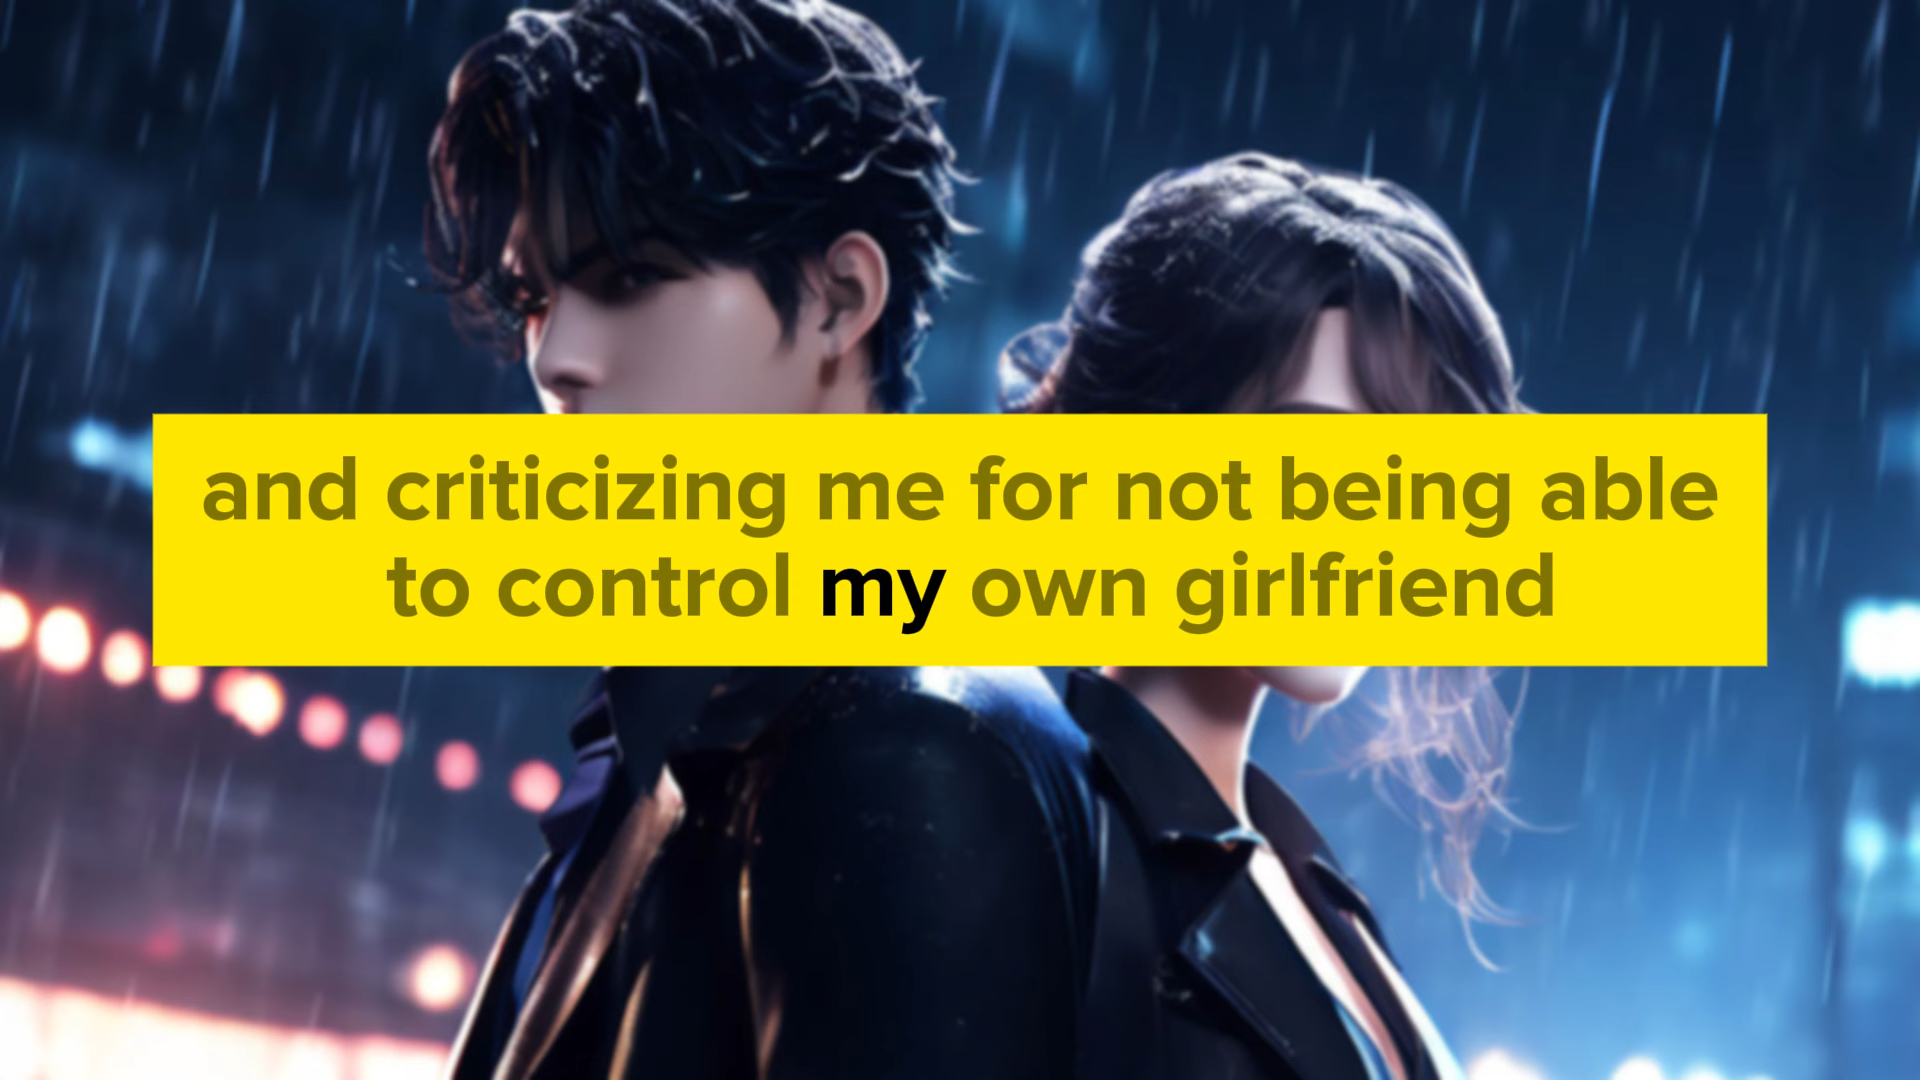 and criticizing me for not being able
to control my own girlfriend